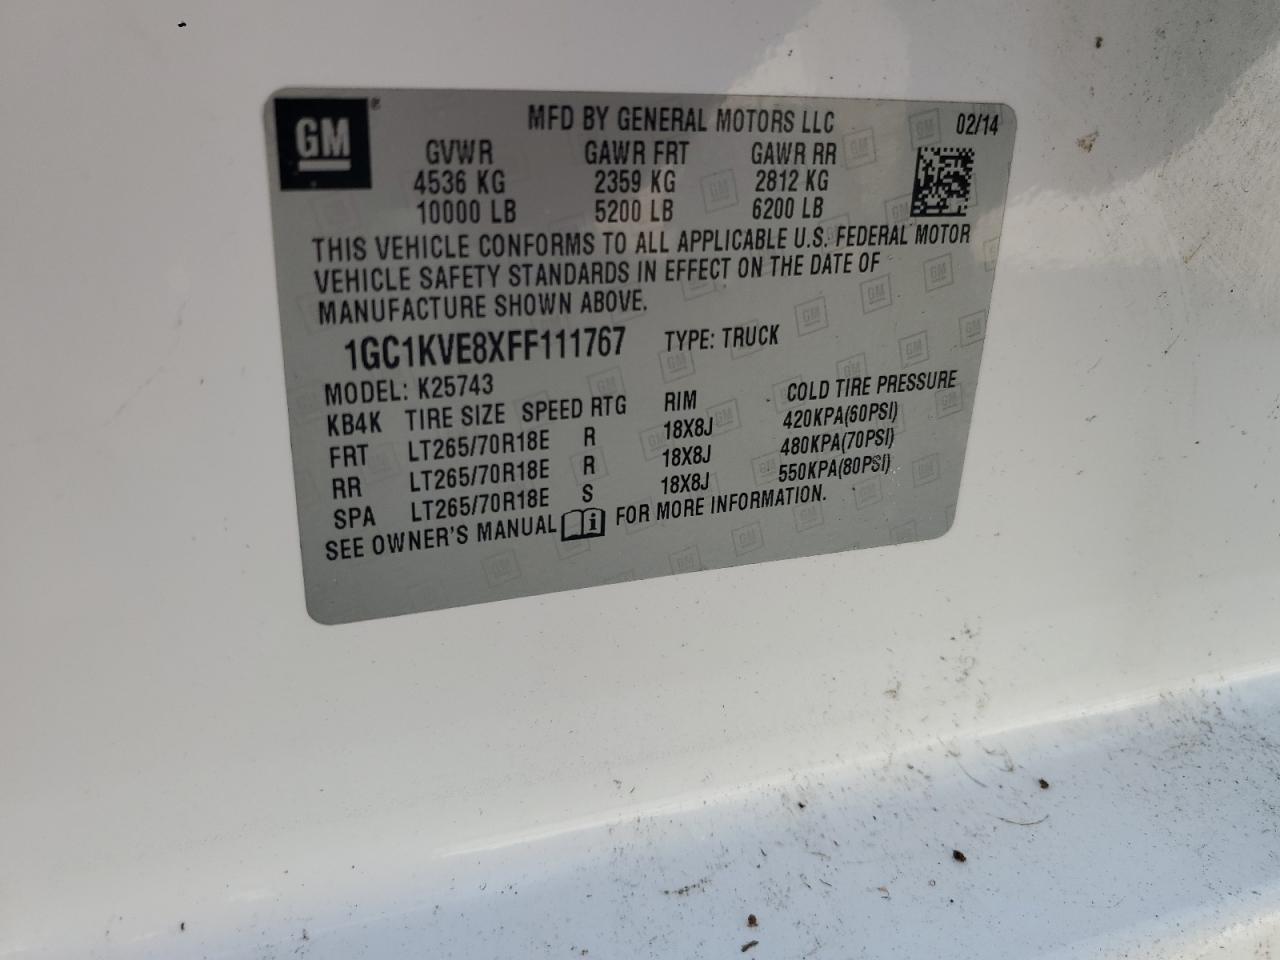 GM®
MFD BY GENERAL MOTORS LLC 02/14
GVWR GAWR FRT GAWR RR
4536 KG 2359 KG 2812 KG
10000 LB 5200 LB 6200 LB
THIS VEHICLE CONFORMS TO ALL APPLICABLE U.S. FEDERAL MOTOR
VEHICLE SAFETY STANDARDS IN EFFECT ON THE DATE OF
MANUFACTURE SHOWN ABOVE.
1GC1KVE8XFF111767 TYPE: TRUCK
MODEL: K25743
KB4K TIRE SIZE SPEED RTG RIM COLD TIRE PRESSURE
FRT LT265/70R18E R 18X8J 420KPA(60PSI)
RR LT265/70R18E R 18X8J 480KPA(70PSI)
SPA LT265/70R18E S 18X8J 550KPA(80PSI)
SEE OWNER'S MANUAL i FOR MORE INFORMATION.